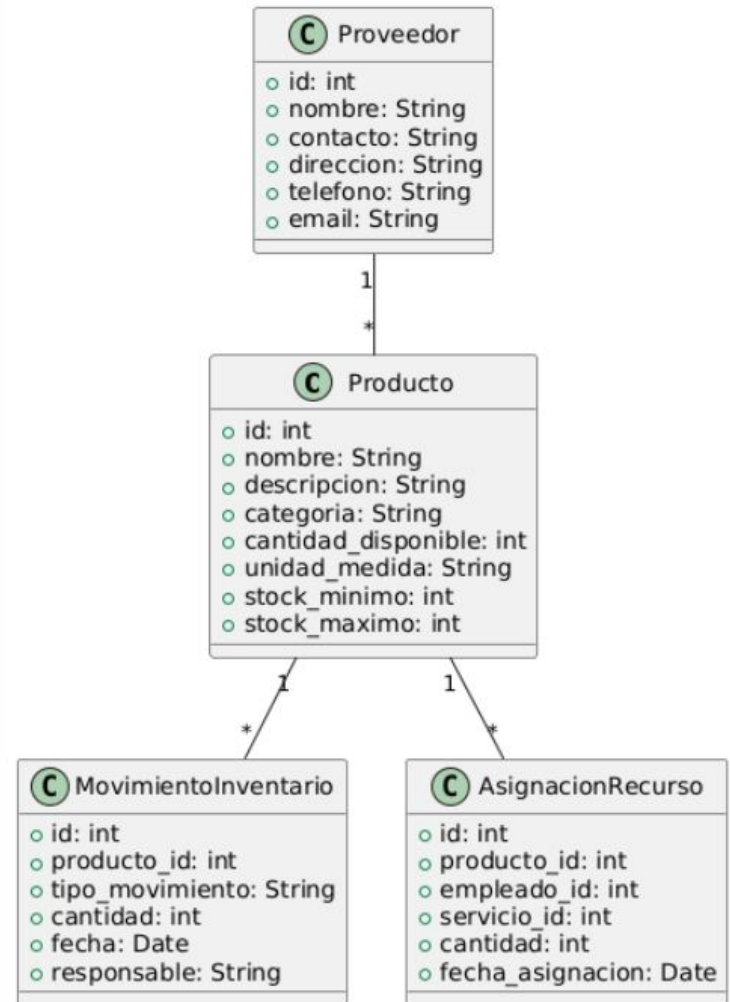 C Proveedor
id: int
nombre: String
contacto: String
direccion: String
telefono: String
email: String
1
*
C Producto
id: int
nombre: String
descripcion: String
categoria: String
cantidad_disponible: int
unidad_medida: String
stock_minimo: int
stock_maximo: int
1
*
1
*
C MovimientoInventario
id: int
producto_id: int
tipo_movimiento: String
cantidad: int
fecha: Date
responsable: String
C AsignacionRecurso
id: int
producto_id: int
empleado_id: int
servicio_id: int
cantidad: int
fecha_asignacion: Date